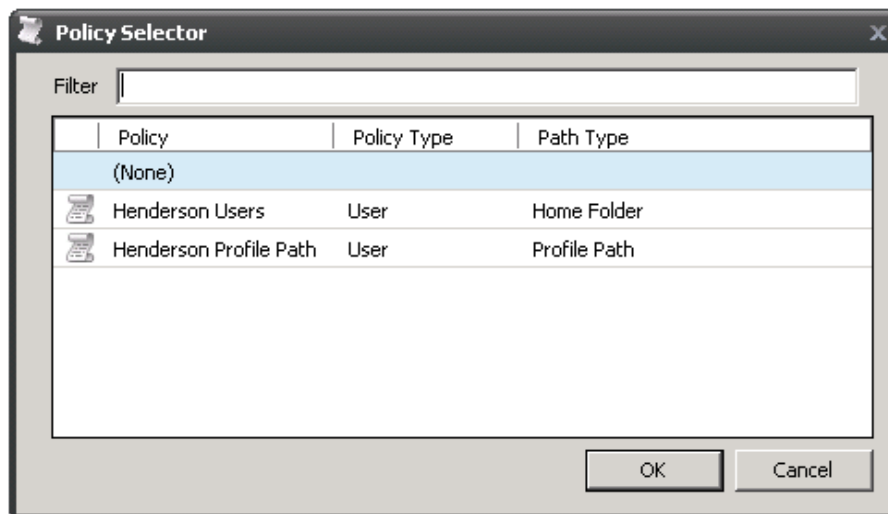 Policy Selector
Filter
Policy Policy Type Path Type
(None)
Henderson Users User Home Folder
Henderson Profile Path User Profile Path
OK Cancel